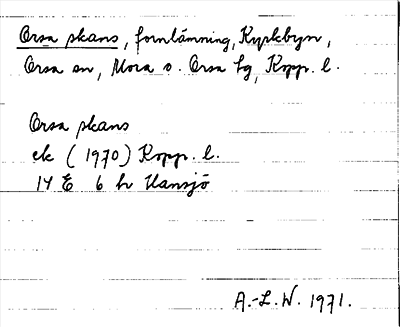 Orsa skans, fornlämning, Kyrkbyn,
Orsa sn, Mora o. Orsa tg, Kopp. l.
Orsa skans
ek (1970) Kopp. l.
14 E 6 h Hansjö
A.-L.W. 1971.